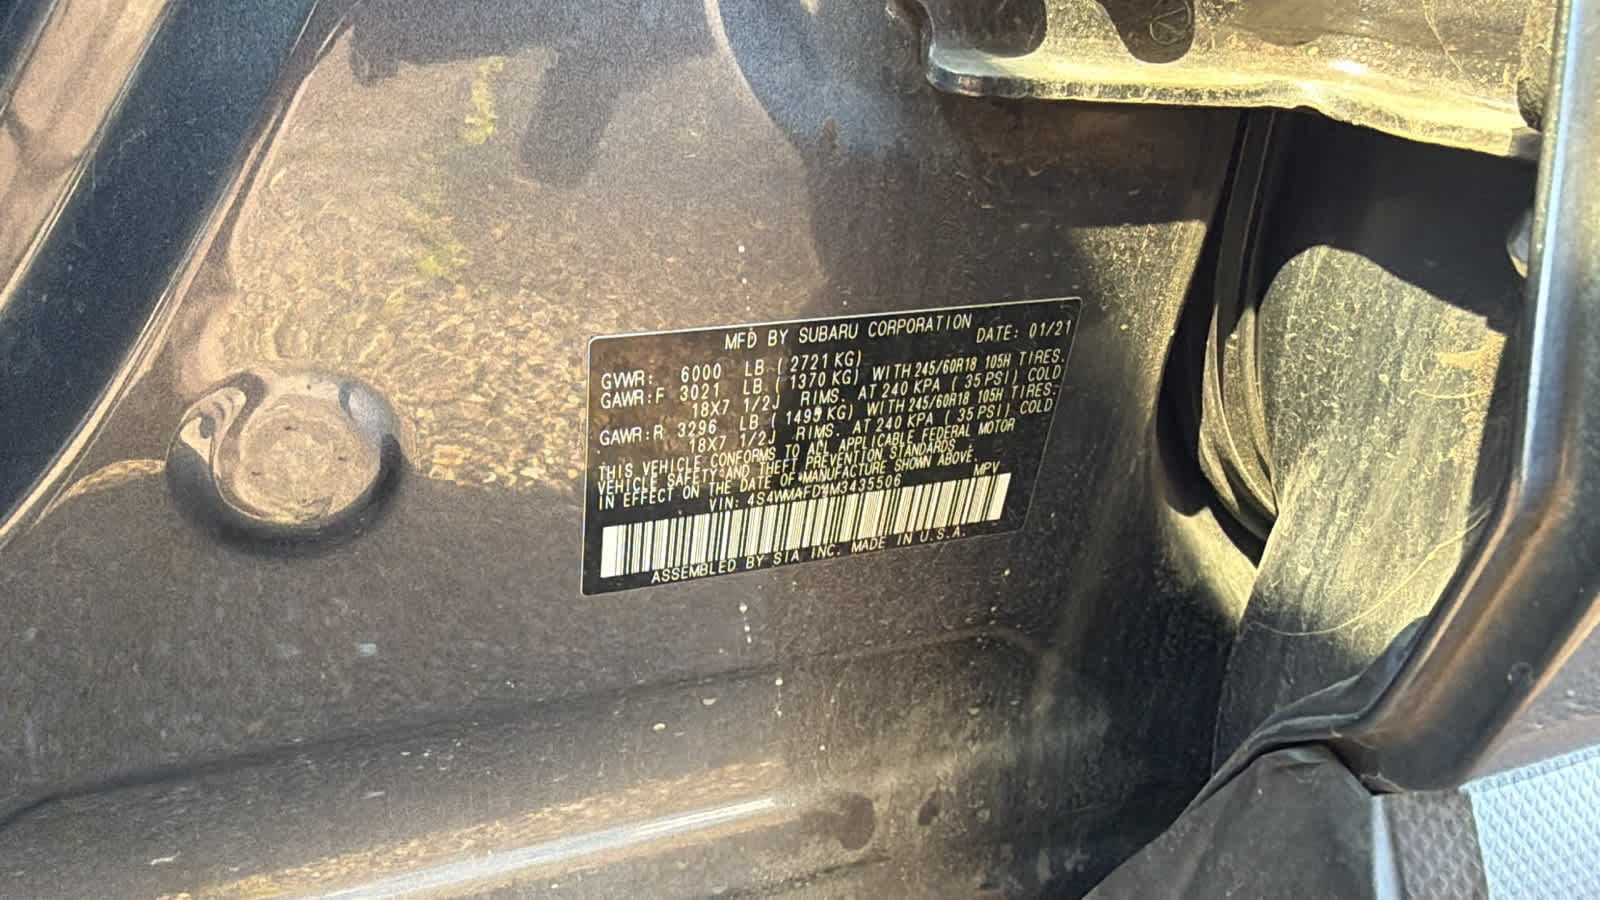 MFD BY SUBARU CORPORATION DATE: 01/21
GVWR: 6000 LB (2721KG)
GAWR:F 3021 LB (1370 KG) WITH 245/60R18 105H TIRES.
18X7 1/2J RIMS. AT 240 KPA (35 PSI) COLD
GAWR:R 3296 LB (1495 KG) WITH 245/60R18 105H TIRES.
18X7 1/2J RIMS. AT 240 KPA (35 PSI) COLD
THIS VEHICLE CONFORMS TO ALL APPLICABLE FEDERAL MOTOR
VEHICLE SAFETY AND THEFT PREVENTION STANDARDS
IN EFFECT ON THE DATE OF MANUFACTURE SHOWN ABOVE.
VIN: MPV
ASSEMBLED BY SIA INC. MADE IN U.S.A.